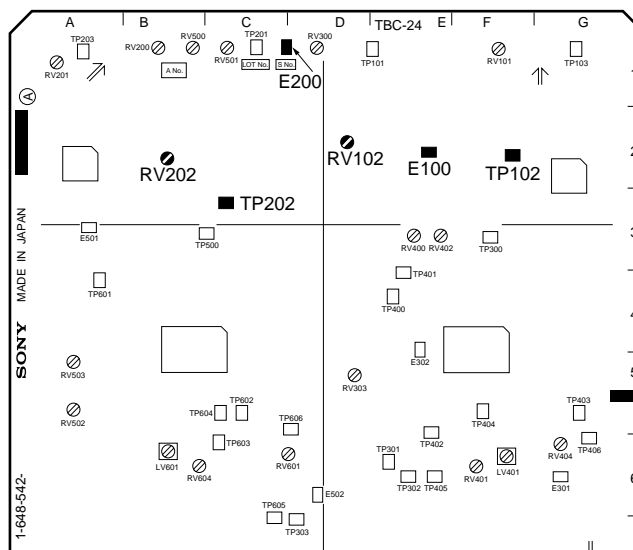 A B C D TBC-24 E F G
TP203 RV200 RV500 TP201 RV300
RV201 RV501 TP101 RV101 TP103
A No. LOT No. S No.
E200
1
A
RV202 RV102 E100 TP102
2
TP202
E501 TP500 RV400 RV402 TP300
3
TP401
TP601 TP400
4
E302
RV503 RV303
5
RV502 TP604 TP602 TP606 TP404 TP403
TP603 TP402 TP406
LV601 RV604 RV601 TP301 RV401 LV401 RV404
TP302 TP405 E301
6
E502
TP605 TP303
MADE IN JAPAN
SONY
1-648-542-